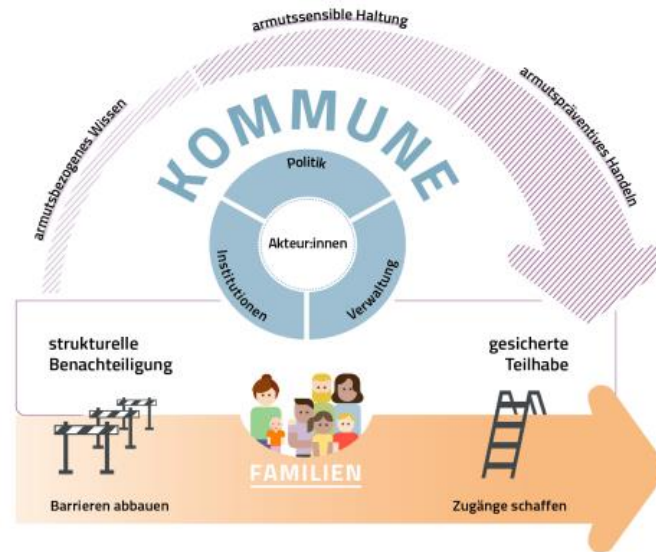 armutsbezogenes Wissen
armutssensible Haltung
armutspräventives Handeln
KOMMUNE
Politik
Akteur:innen
Institutionen
Verwaltung
strukturelle
Benachteiligung
gesicherte
Teilhabe
FAMILIEN
Barrieren abbauen
Zugänge schaffen